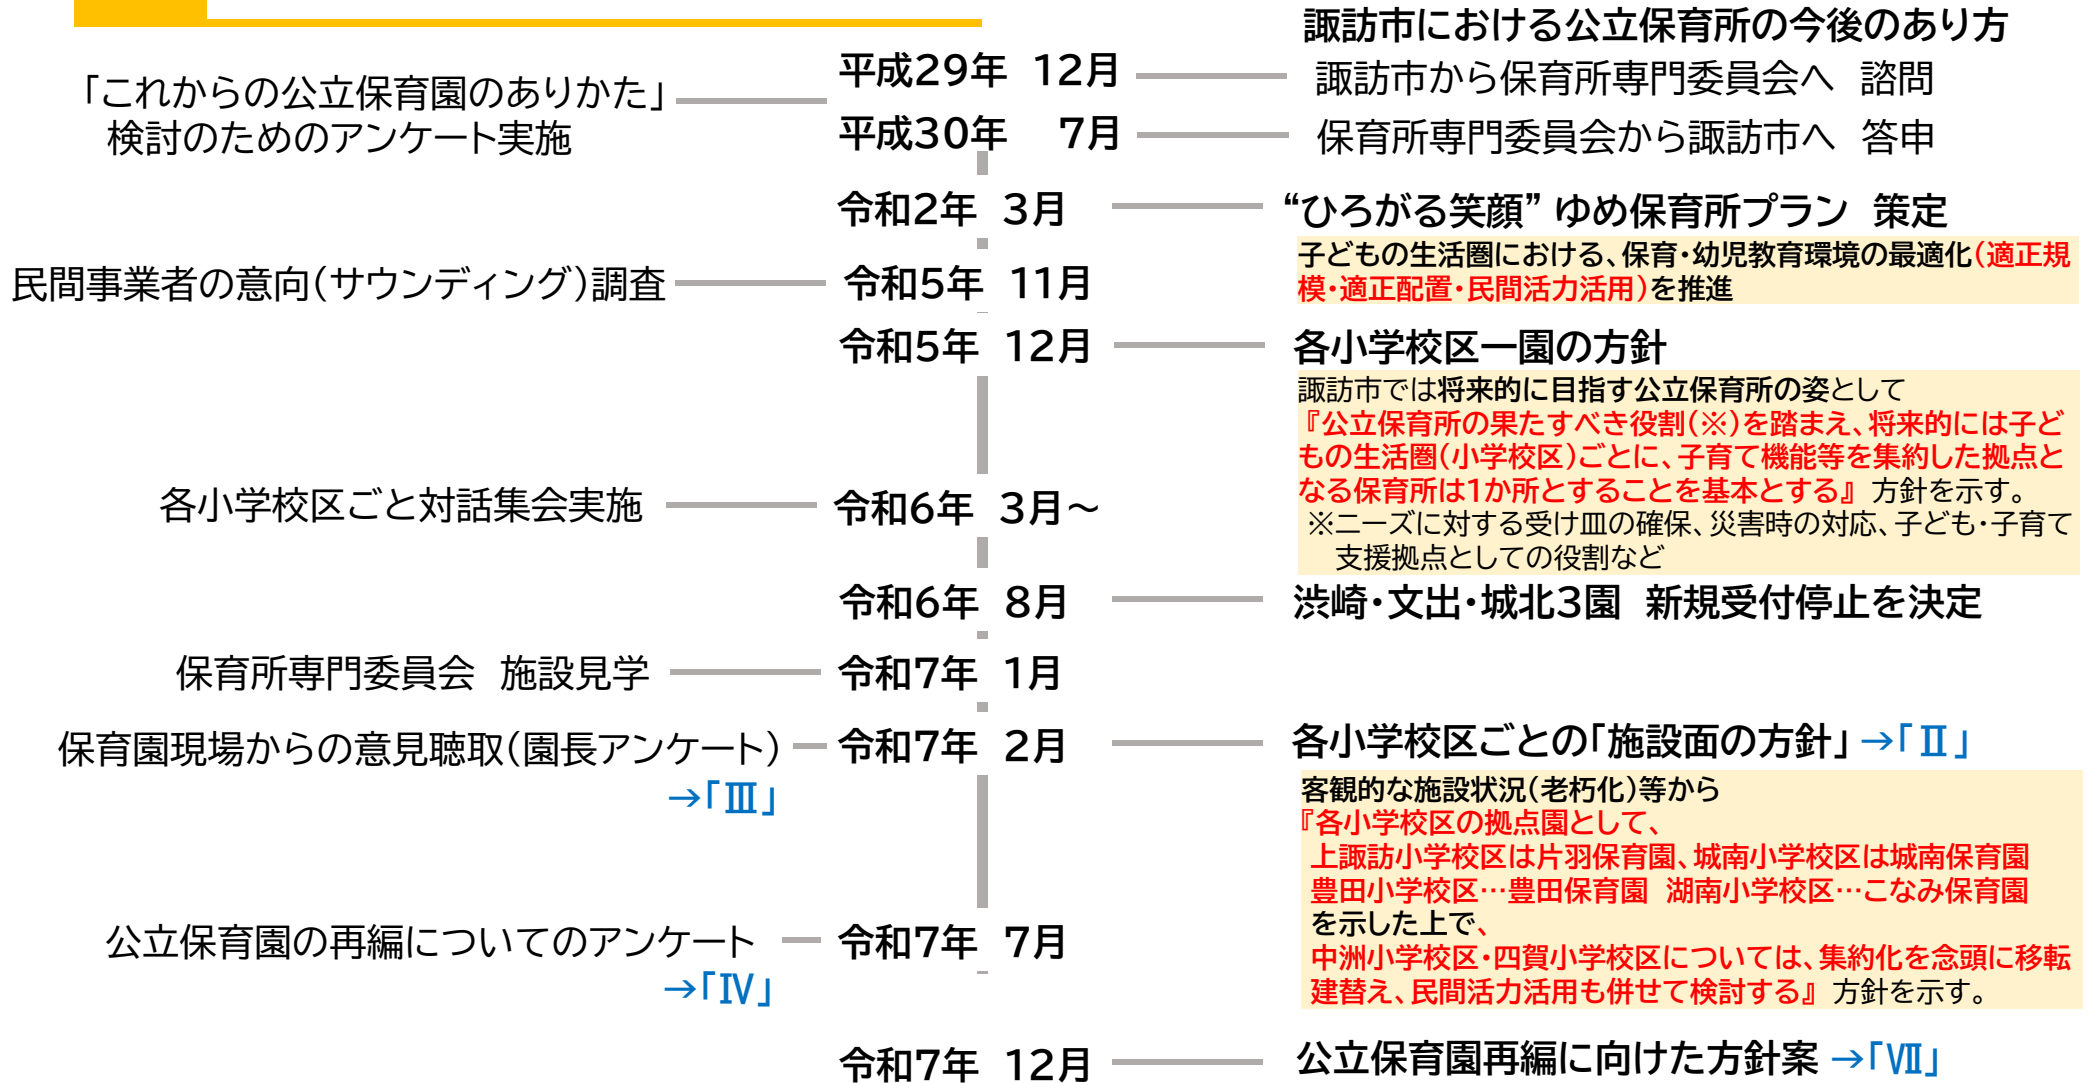 諏訪市における公立保育所の今後のあり方
「これからの公立保育園のありかた」
検討のためのアンケート実施
平成29年 12月
諏訪市から保育所専門委員会へ 諮問
平成30年 7月
保育所専門委員会から諏訪市へ 答申
令和2年 3月
“ひろがる笑顔” ゆめ保育所プラン 策定
子どもの生活圏における、保育・幼児教育環境の最適化(適正規
模・適正配置・民間活力活用)を推進
民間事業者の意向(サウンディング)調査
令和5年 11月
令和5年 12月
各小学校区一園の方針
諏訪市では将来的に目指す公立保育所の姿として
『公立保育所の果たすべき役割(※)を踏まえ、将来的には子ど
もの生活圏(小学校区)ごとに、子育て機能等を集約した拠点と
なる保育所は1か所とすることを基本とする』 方針を示す。
※ニーズに対する受け皿の確保、災害時の対応、子ども・子育て
支援拠点としての役割など
各小学校区ごと対話集会実施
令和6年 3月～
令和6年 8月
渋崎・文出・城北3園 新規受付停止を決定
保育所専門委員会 施設見学
令和7年 1月
保育園現場からの意見聴取(園長アンケート)
→「Ⅲ」
令和7年 2月
各小学校区ごとの「施設面の方針」 →「Ⅱ」
客観的な施設状況(老朽化)等から
『各小学校区の拠点園として、
上諏訪小学校区は片羽保育園、城南小学校区は城南保育園
豊田小学校区…豊田保育園 湖南小学校区…こなみ保育園
を示した上で、
中洲小学校区・四賀小学校区については、集約化を念頭に移転
建替え、民間活力活用も併せて検討する』 方針を示す。
公立保育園の再編についてのアンケート
→「Ⅳ」
令和7年 7月
令和7年 12月
公立保育園再編に向けた方針案 →「Ⅶ」